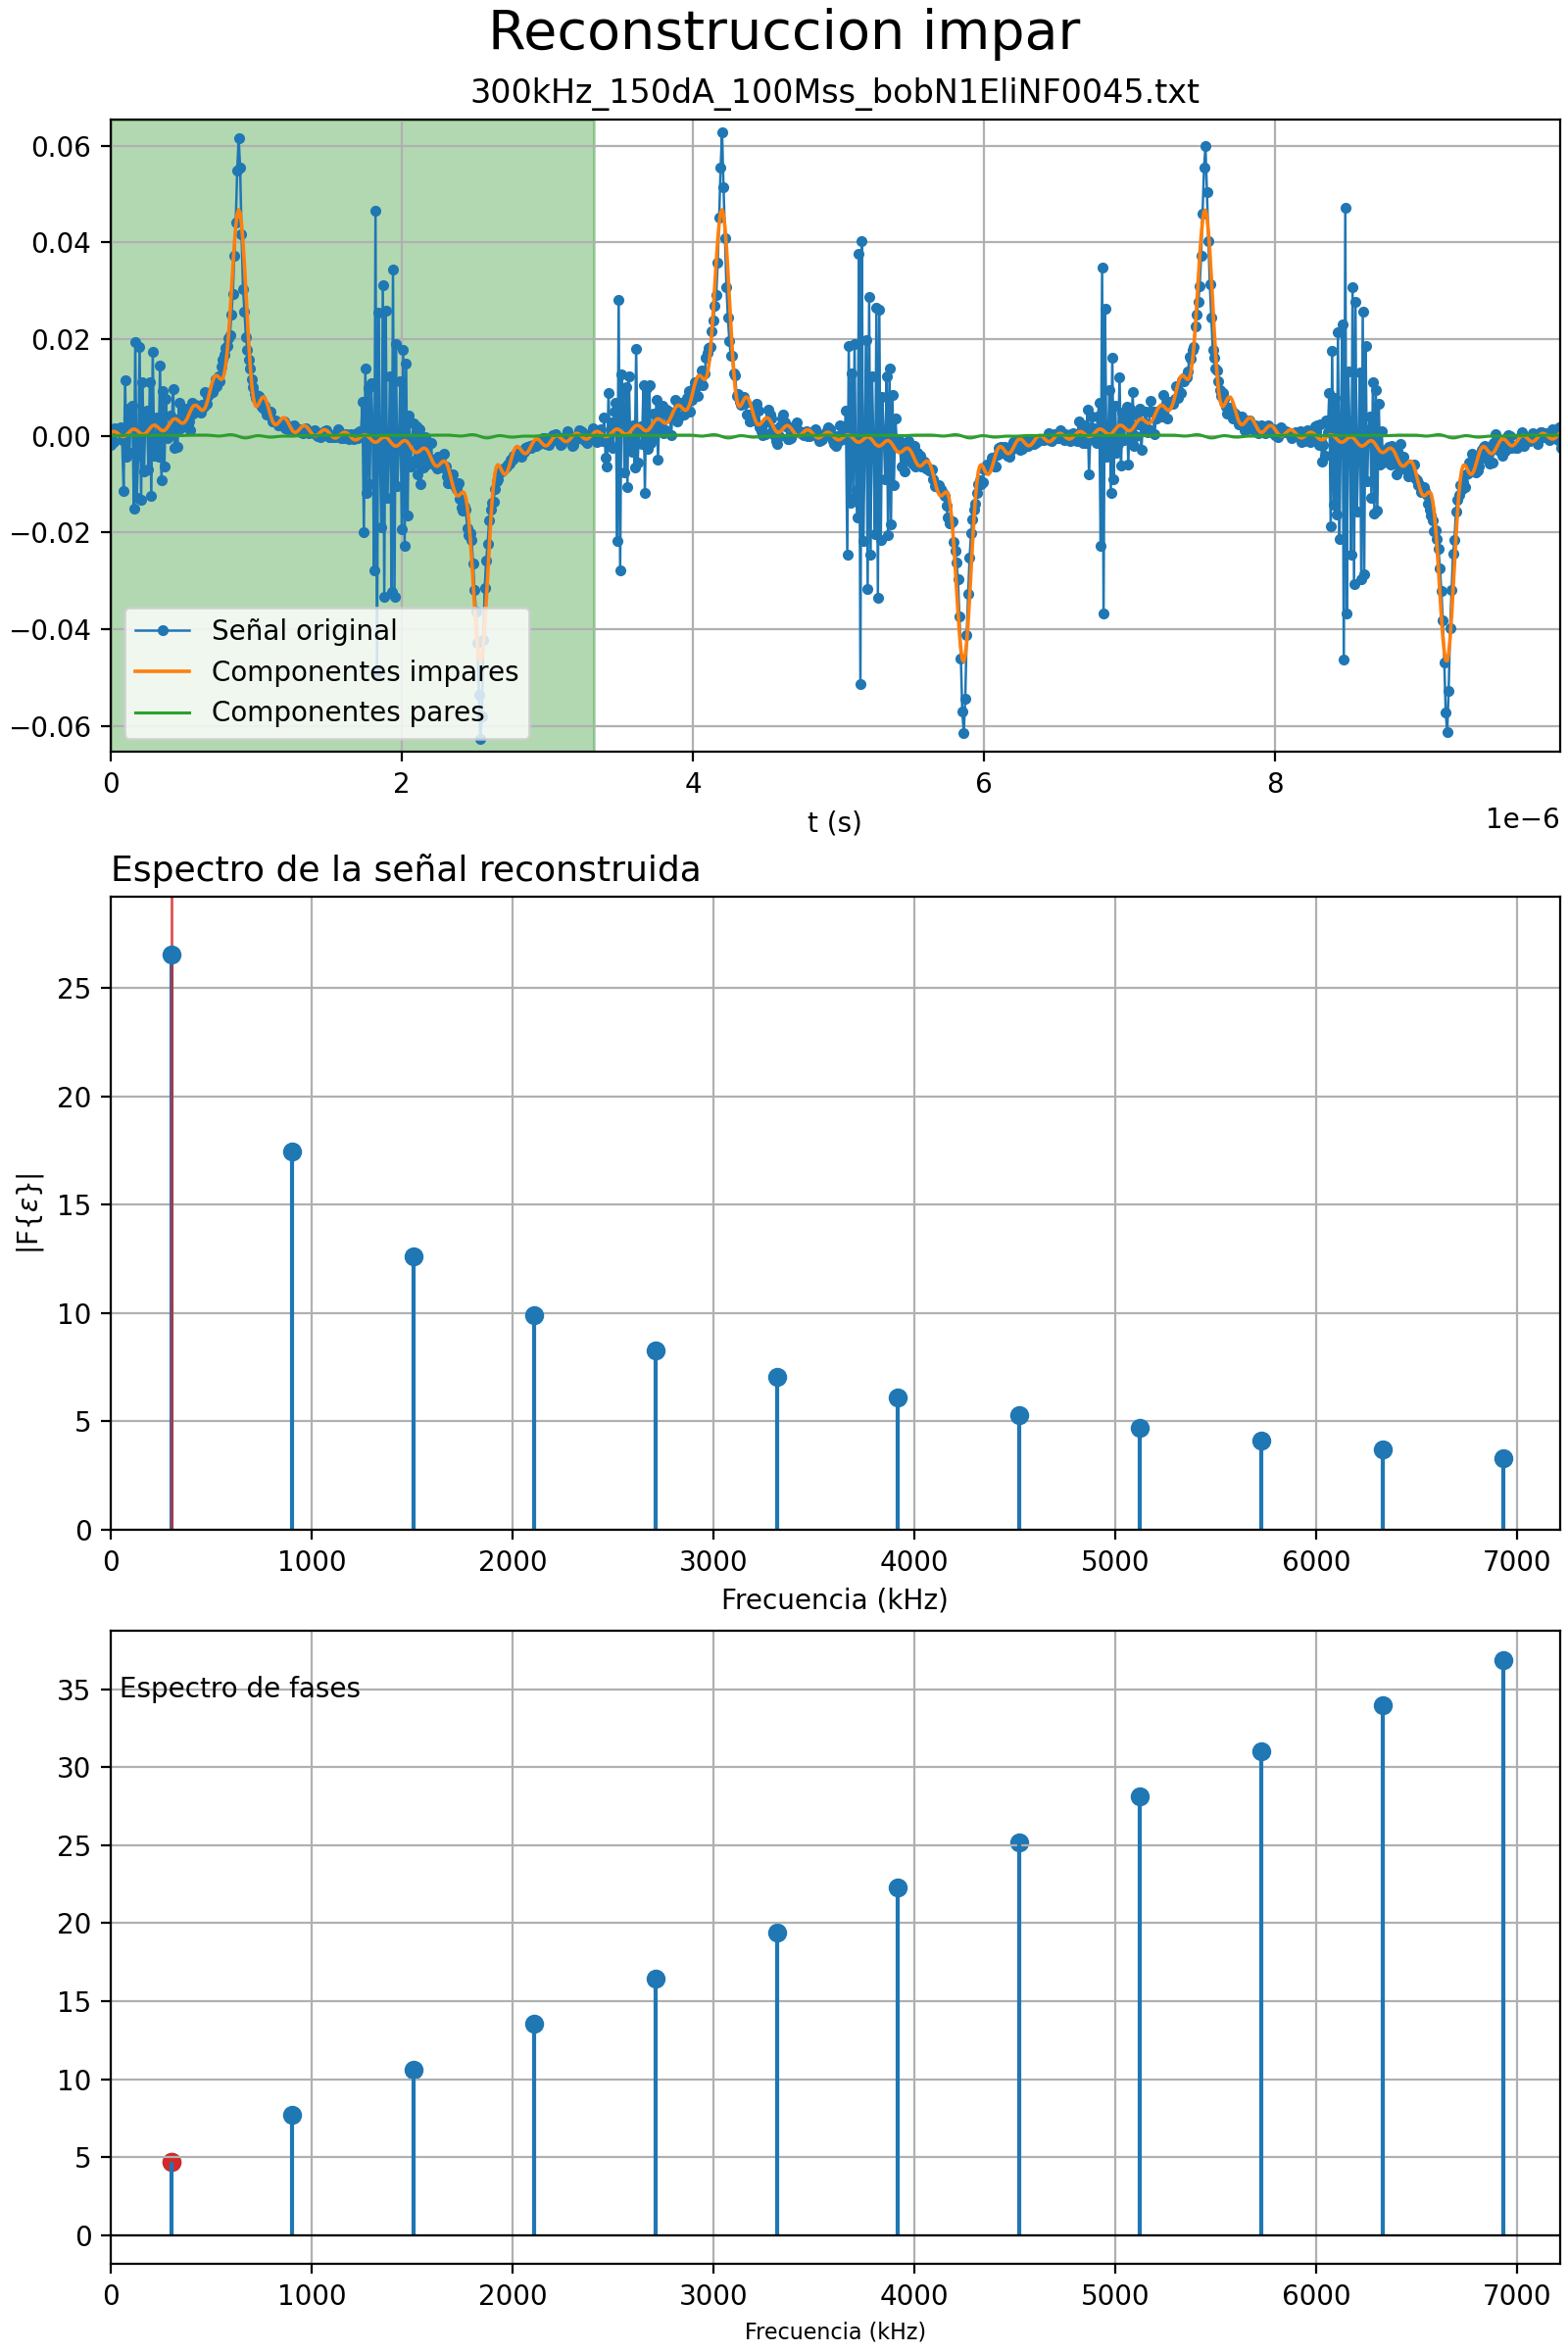 Reconstruccion impar
300kHz_150dA_100Mss_bobN1EliNF0045.txt
0.06
0.04
0.02
0.00
−0.02
−0.04
−0.06
Señal original
Componentes impares
Componentes pares
0 2 4 6 8
1e−6
t (s)
Espectro de la señal reconstruida
25
20
15
10
5
0
|F{ε}|
0 1000 2000 3000 4000 5000 6000 7000
Frecuencia (kHz)
Espectro de fases
35
30
25
20
15
10
5
0
0 1000 2000 3000 4000 5000 6000 7000
Frecuencia (kHz)